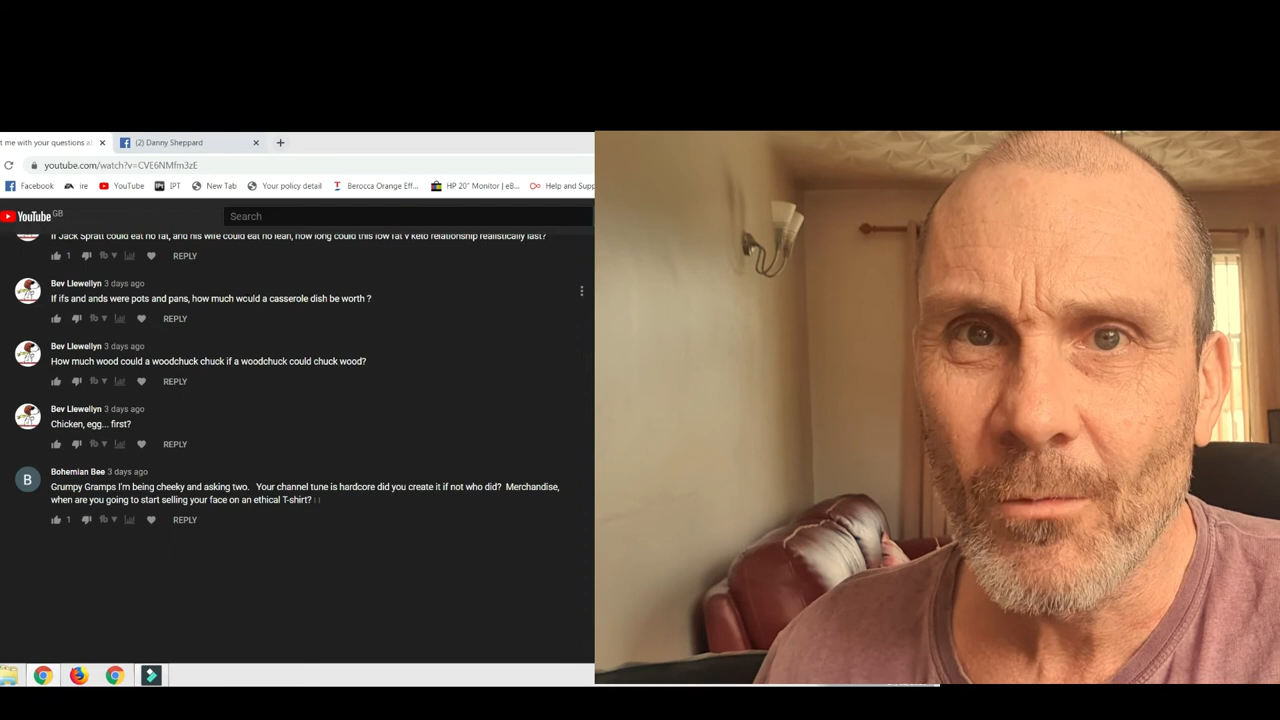 t me with your questions a
(2) Danny Sheppard
youtube.com/watch?v=CVE6NMfm3zE
Facebook
ire
YouTube
IPT
New Tab
Your policy detail
Berocca Orange Eff...
HP 20" Monitor | eB...
Help and Supp
YouTube GB
Search
If Jack Spratt could eat no fat, and his wife could eat no lean, how long could this low fat v keto relationship realistically last?
1 REPLY
Bev Llewellyn 3 days ago
If ifs and ands were pots and pans, how much would a casserole dish be worth ?
REPLY
Bev Llewellyn 3 days ago
How much wood could a woodchuck chuck if a woodchuck could chuck wood?
REPLY
Bev Llewellyn 3 days ago
Chicken, egg... first?
REPLY
B
Bohemian Bee 3 days ago
Grumpy Gramps I'm being cheeky and asking two. Your channel tune is hardcore did you create it if not who did? Merchandise,
when are you going to start selling your face on an ethical T-shirt?
1 REPLY